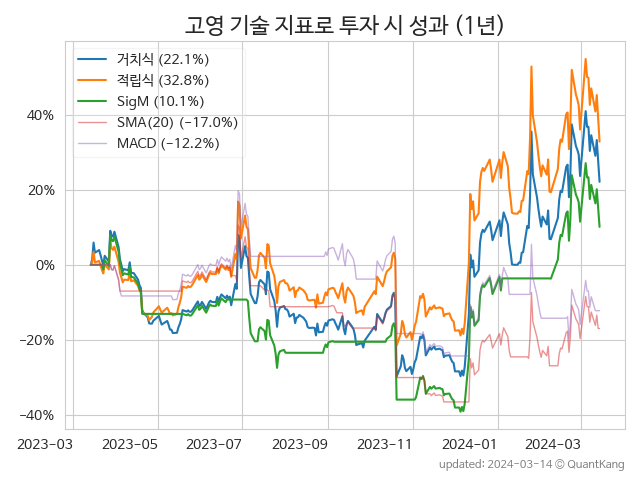 고영 기술 지표로 투자 시 성과 (1년)
거치식 (22.1%)
적립식 (32.8%)
SigM (10.1%)
SMA(20) (−17.0%)
MACD (−12.2%)
40%
20%
0%
−20%
−40%
2023-03 2023-05 2023-07 2023-09 2023-11 2024-01 2024-03
updated: 2024-03-14 © QuantKang